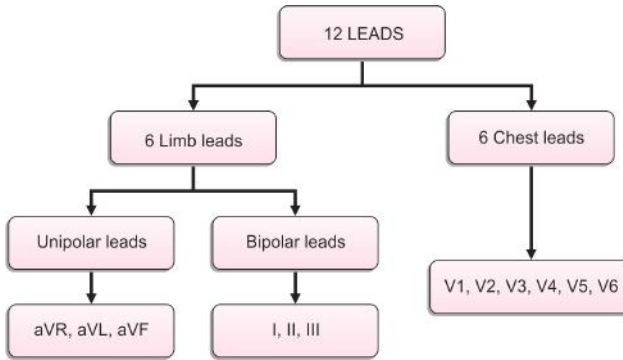 12 LEADS
6 Limb leads
6 Chest leads
Unipolar leads
Bipolar leads
V1, V2, V3, V4, V5, V6
aVR, aVL, aVF
I, II, III